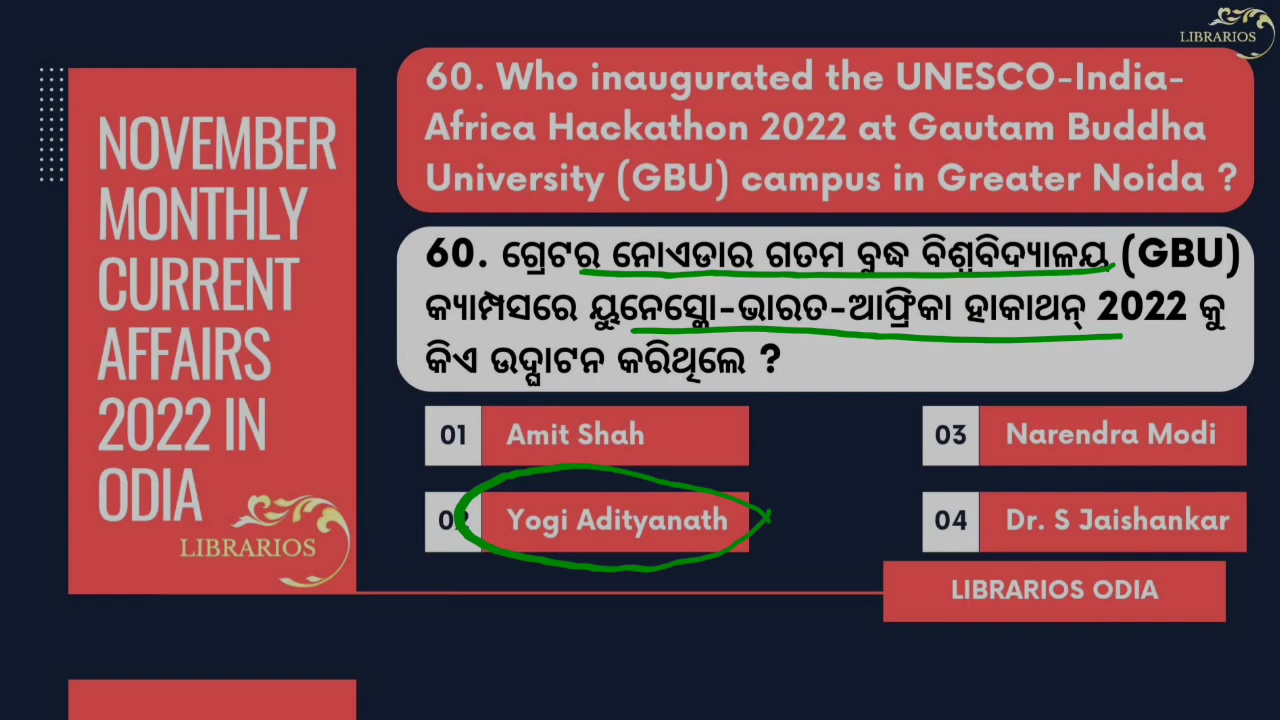 LIBRARIOS
NOVEMBER
MONTHLY
CURRENT
AFFAIRS
2022 IN
ODIA
LIBRARIOS
60. Who inaugurated the UNESCO-India-
Africa Hackathon 2022 at Gautam Buddha
University (GBU) campus in Greater Noida ?
60. ଗ୍ରେଟର ନୋଏଡାର ଗତମ ବୁଦ୍ଧ ବିଶ୍ୱବିଦ୍ୟାଳୟ (GBU)
କ୍ୟାମ୍ପସରେ ୟୁନେସ୍କୋ-ଭାରତ-ଆଫ୍ରିକା ହାକାଥନ୍ 2022 କୁ
କିଏ ଉଦ୍ଘାଟନ କରିଥିଲେ ?
01 Amit Shah
02 Yogi Adityanath
03 Narendra Modi
04 Dr. S Jaishankar
LIBRARIOS ODIA